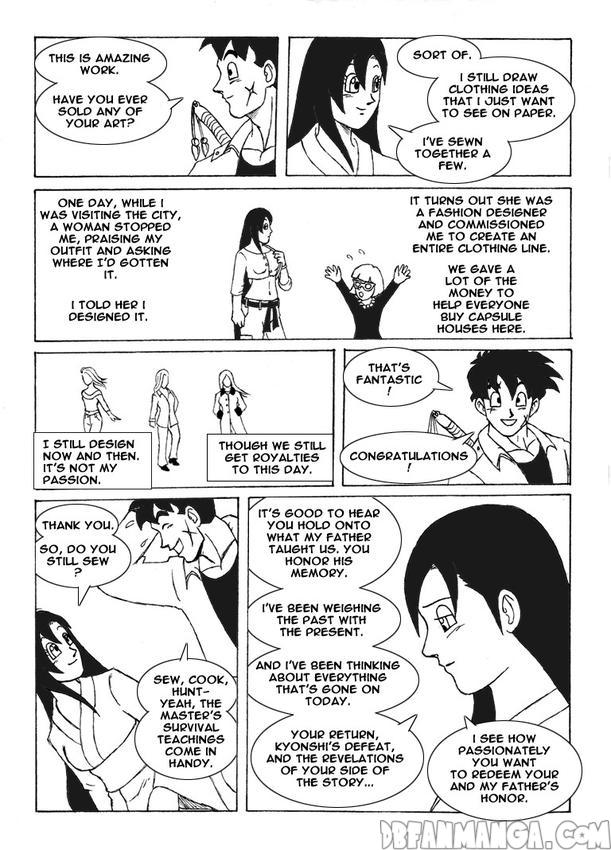 THIS IS AMAZING
WORK.
HAVE YOU EVER
SOLD ANY OF
YOUR ART?
SORT OF.
I STILL DRAW
CLOTHING IDEAS
THAT I JUST WANT
TO SEE ON PAPER.
I'VE SEWN
TOGETHER A
FEW.
ONE DAY, WHILE I
WAS VISITING THE CITY,
A WOMAN STOPPED
ME, PRAISING MY
OUTFIT AND ASKING
WHERE I'D GOTTEN
IT.
I TOLD HER I
DESIGNED IT.
IT TURNS OUT SHE WAS
A FASHION DESIGNER
AND COMMISSIONED
ME TO CREATE AN
ENTIRE CLOTHING LINE.
WE GAVE A
LOT OF THE
MONEY TO
HELP EVERYONE
BUY CAPSULE
HOUSES HERE.
I STILL DESIGN
NOW AND THEN.
IT'S NOT MY
PASSION.
THOUGH WE STILL
GET ROYALTIES
TO THIS DAY.
THAT'S
FANTASTIC
!
CONGRATULATIONS
!
THANK YOU.
SO, DO YOU
STILL SEW
?
SEW, COOK,
HUNT-
YEAH, THE
MASTER'S
SURVIVAL
TEACHINGS
COME IN
HANDY.
IT'S GOOD TO HEAR
YOU HOLD ONTO
WHAT MY FATHER
TAUGHT US. YOU
HONOR HIS
MEMORY.
I'VE BEEN WEIGHING
THE PAST WITH
THE PRESENT.
AND I'VE BEEN THINKING
ABOUT EVERYTHING
THAT'S GONE ON
TODAY.
YOUR RETURN,
KYONSHI'S DEFEAT,
AND THE REVELATIONS
OF YOUR SIDE OF
THE STORY...
I SEE HOW
PASSIONATELY
YOU WANT
TO REDEEM YOUR
AND MY FATHER'S
HONOR.
DBFANMANGA.COM